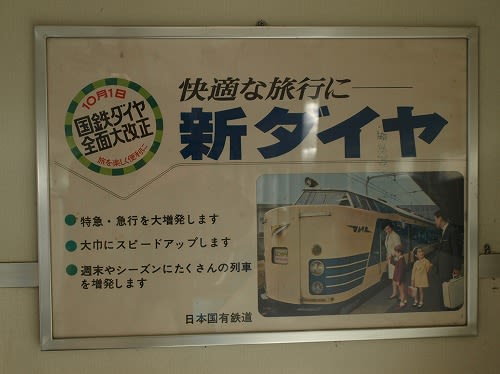 10月1日
国鉄ダイヤ
全面大改正
旅を楽しく便利に
快適な旅行に――
新ダイヤ
特急・急行を大増発します
大巾にスピードアップします
週末やシーズンにたくさんの列車
を増発します
日本国有鉄道